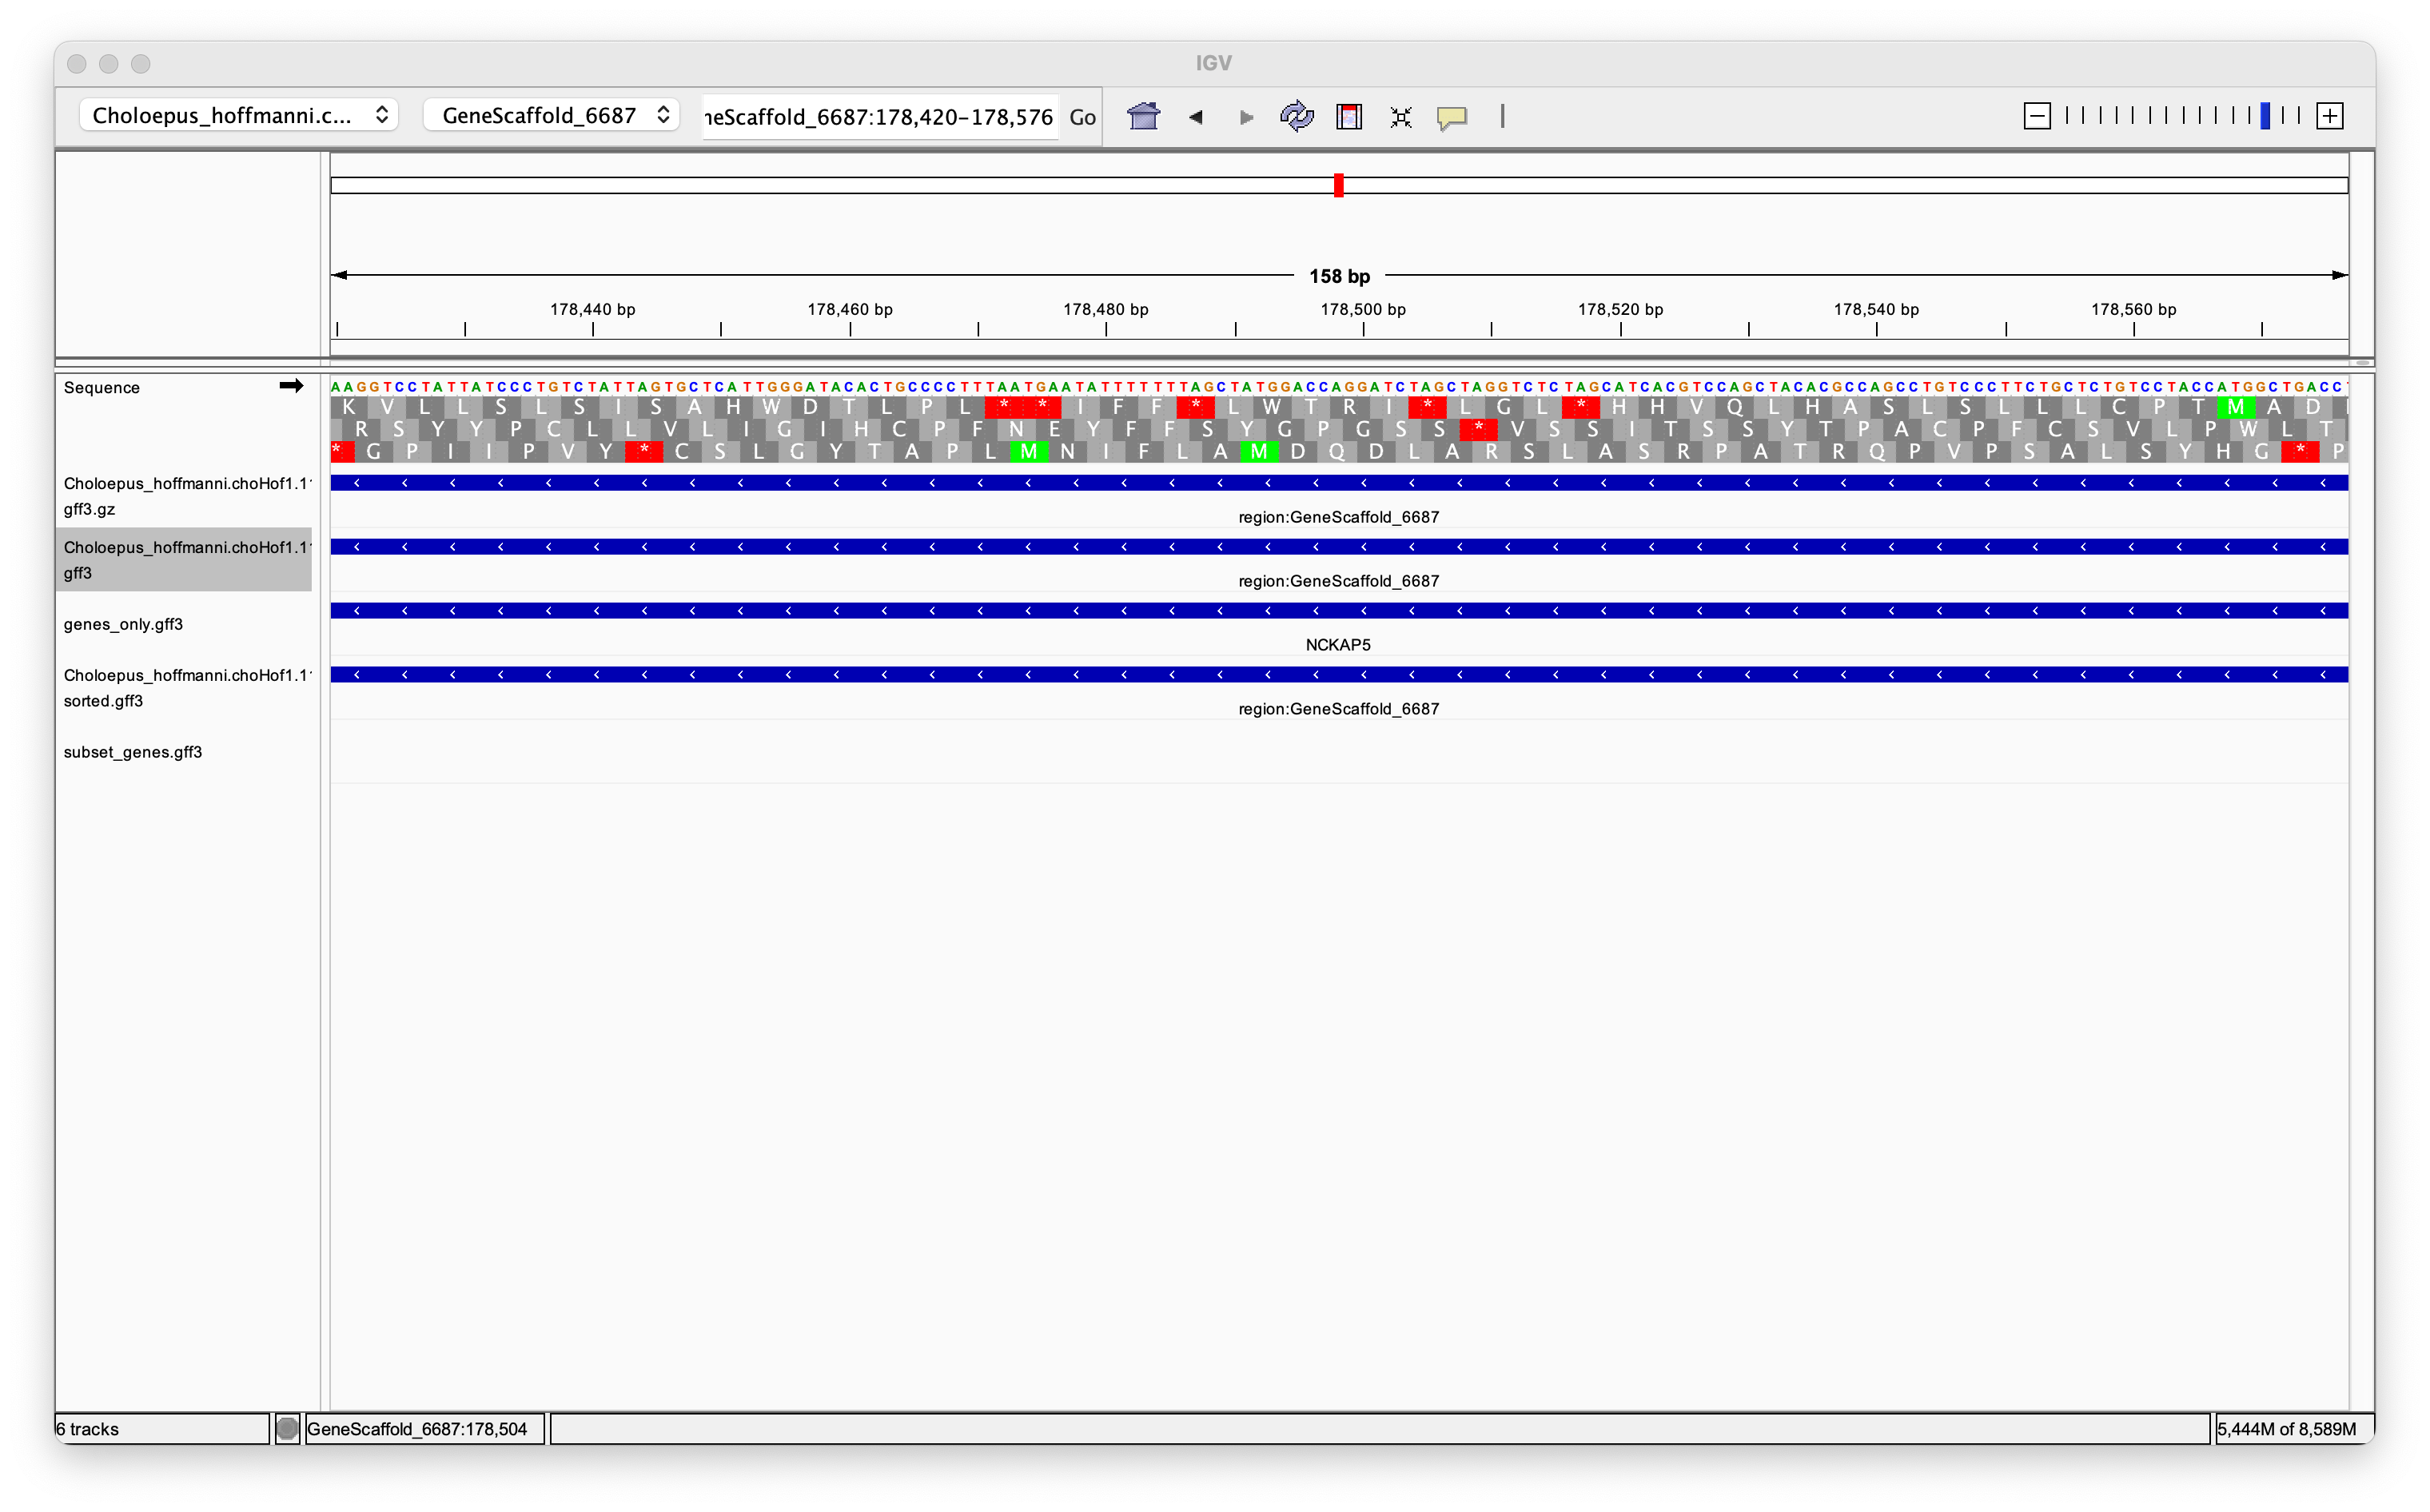 IGV
Choloepus_hoffmanni.c...
GeneScaffold_6687
neScaffold_6687:178,420-178,576
Go
158 bp
178,440 bp 178,460 bp 178,480 bp 178,500 bp 178,520 bp 178,540 bp 178,560 bp
Sequence
AAGGTCCTATTATCCCTGTCTATTAGTGCTCATTGGGATACACTGCCCCTTTAATGAATATTTTTTTAGCTATGGACCAGGATCTAGCTAGGTCTCTAGCATCACGTCCAGCTACACGCCAGCCTGTCCCTTCTGCTCTGTCCTACCATGGCTGACC
K V L L S L S I S A H W D T L P L * * I F F * L W T R I * L G L * H H V Q L H A S L S L L L C P T M A D
R S Y Y P C L L V L I G I H C P F N E Y F F S Y G P G S S * V S S I T S S Y T P A C P F C S V L P W L T
* G P I I P V Y * C S L G Y T A P L M N I F L A M D Q D L A R S L A S R P A T R Q P V P S A L S Y H G * P
Choloepus_hoffmanni.choHof1.1
gff3.gz
region:GeneScaffold_6687
Choloepus_hoffmanni.choHof1.1
gff3
region:GeneScaffold_6687
genes_only.gff3
NCKAP5
Choloepus_hoffmanni.choHof1.1
sorted.gff3
region:GeneScaffold_6687
subset_genes.gff3
6 tracks
GeneScaffold_6687:178,504
5,444M of 8,589M